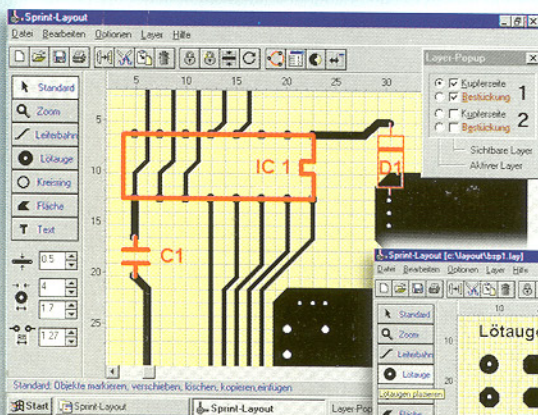 Sprint-Layout
Datei Bearbeiten Optionen Layer Hilfe
Layer-Popup
Kupferseite
Bestückung
1
Kupferseite
Bestückung
2
Sichtbare Layer
Aktiver Layer
Standard
Zoom
Leiterbahn
Lötauge
Kreisring
Fläche
Text
0.5
4
1.7
1.27
5 10 15 20 25 30
5
10
15
20
25
IC 1
D1
C1
Sprint-Layout [c:\layout\bsp1.lay]
Datei Bearbeiten Optionen Layer Hilfe
Standard
Zoom
Leiterbahn
Lötauge
Lötaugen plazieren
Fläche
10
10
20
Lötauge
Standard: Objekte markieren, verschieben, löschen, kopieren, einfügen
Start Sprint-Layout Sprint-Layout Layer Pop